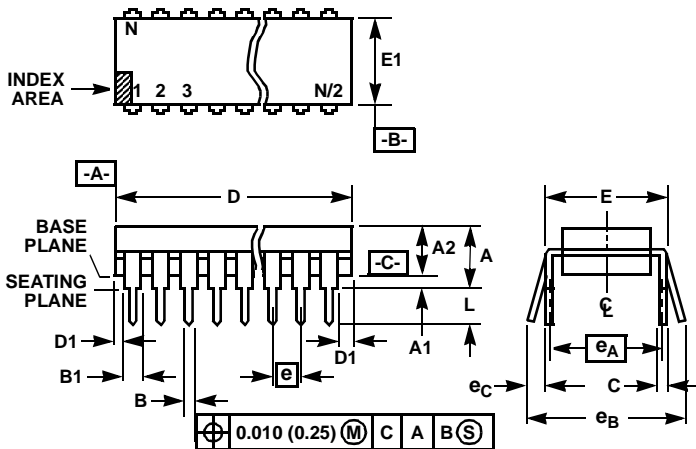 N
E1
INDEX
AREA
1 2 3 N/2
-B-
-A-
D
E
BASE
PLANE
A2
A
-C-
SEATING
PLANE
L
C
L
D1
A1
D1
B1
e
eA
eC
C
B
eB
0.010 (0.25) M C A B S